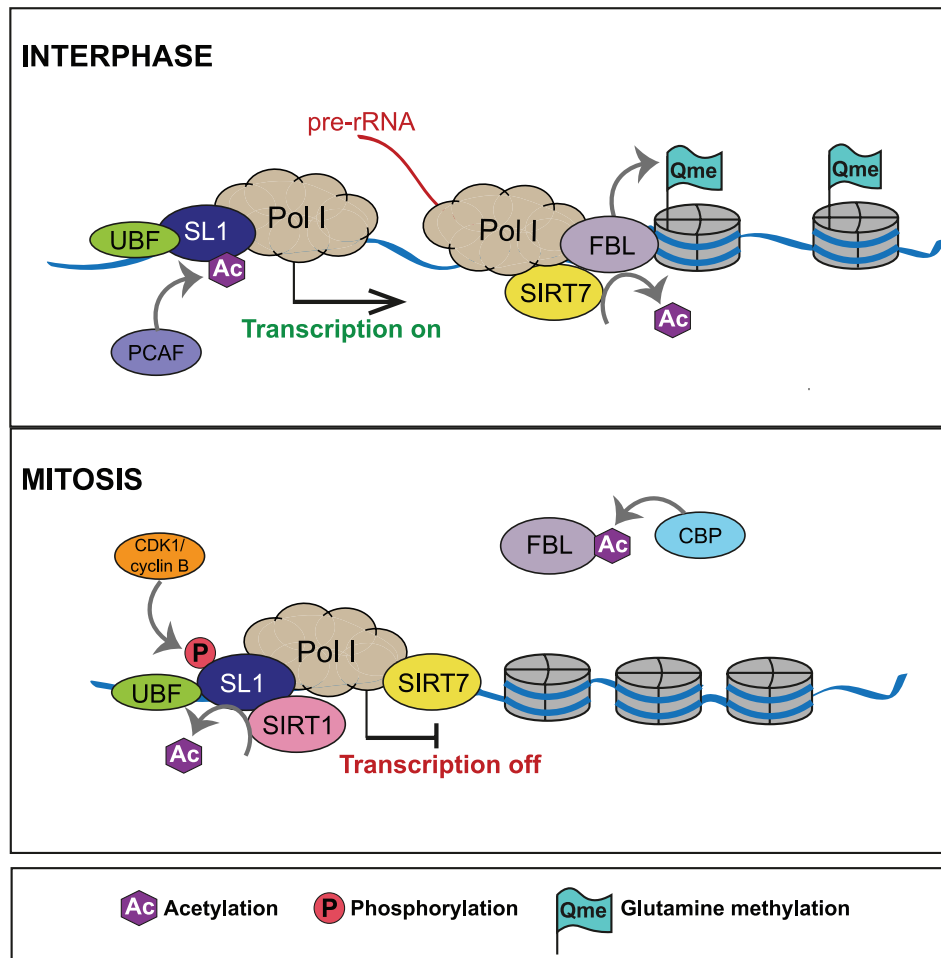 INTERPHASE
pre-rRNA
Qme
Qme
UBF
SL1
Pol I
Pol I
FBL
Ac
SIRT7
Ac
Transcription on
PCAF
MITOSIS
CDK1/
cyclin B
FBL
Ac
CBP
P
Pol I
UBF
SL1
SIRT7
SIRT1
Ac
Transcription off
Ac Acetylation
P Phosphorylation
Qme Glutamine methylation